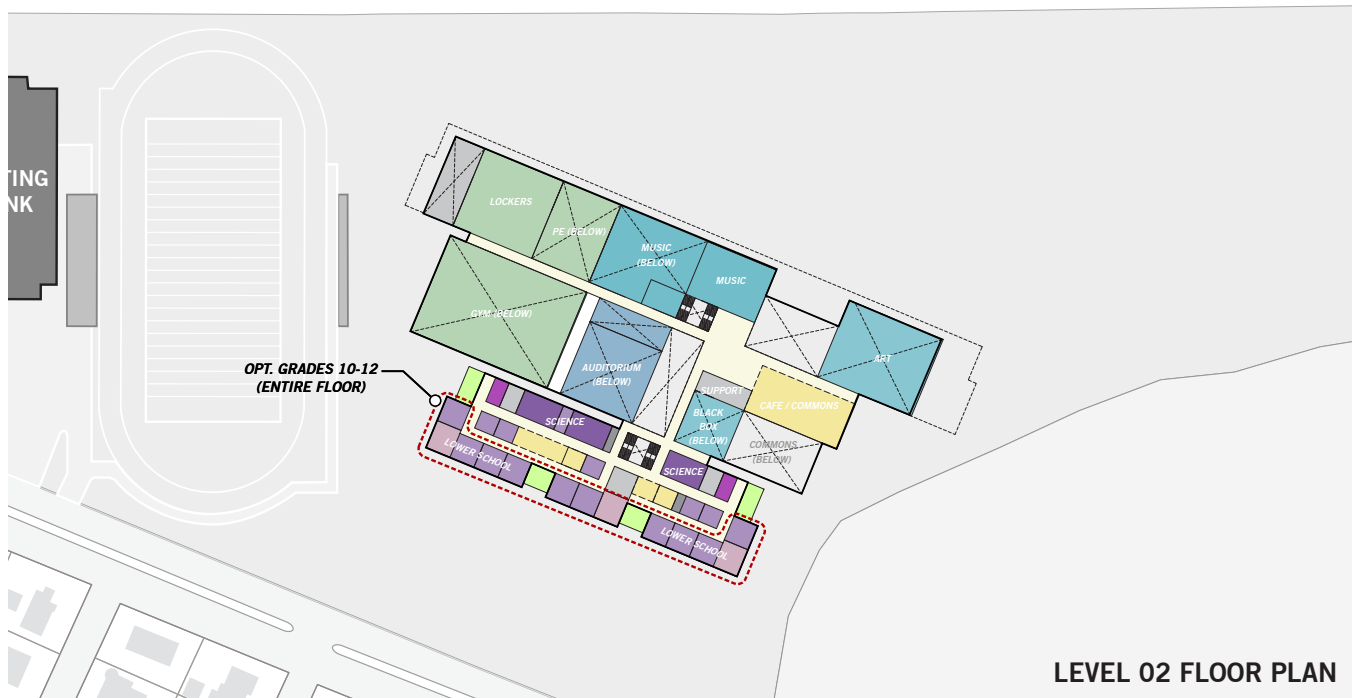 TING
NK
LOCKERS
PE (BELOW)
MUSIC
(BELOW)
MUSIC
GYM (BELOW)
ART
OPT. GRADES 10-12
(ENTIRE FLOOR)
AUDITORIUM
(BELOW)
SUPPORT
CAFE / COMMONS
BLACK
BOX
(BELOW)
SCIENCE
COMMONS
(BELOW)
LOWER SCHOOL
SCIENCE
LOWER SCHOOL
LEVEL 02 FLOOR PLAN